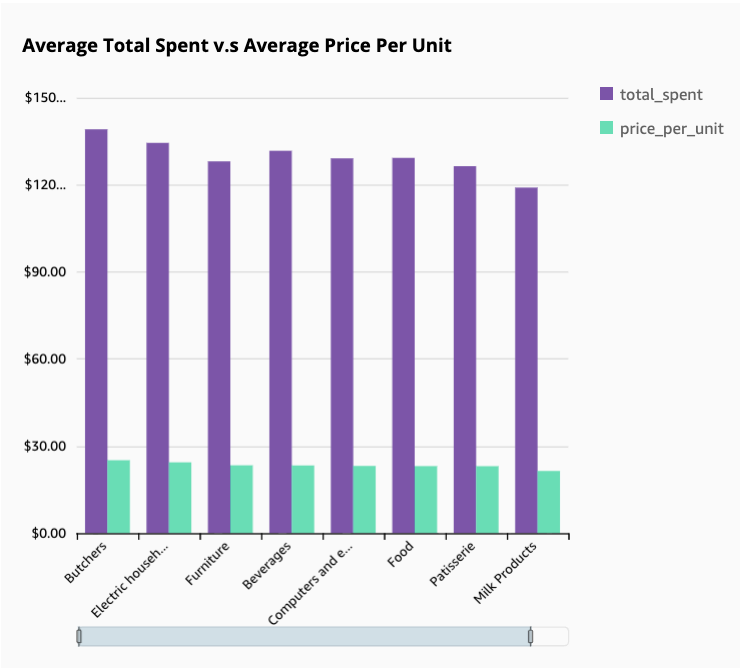 Average Total Spent v.s Average Price Per Unit
total_spent
price_per_unit
$150...
$120...
$90.00
$60.00
$30.00
$0.00
Butchers
Electric househ...
Furniture
Beverages
Computers and e...
Food
Patisserie
Milk Products